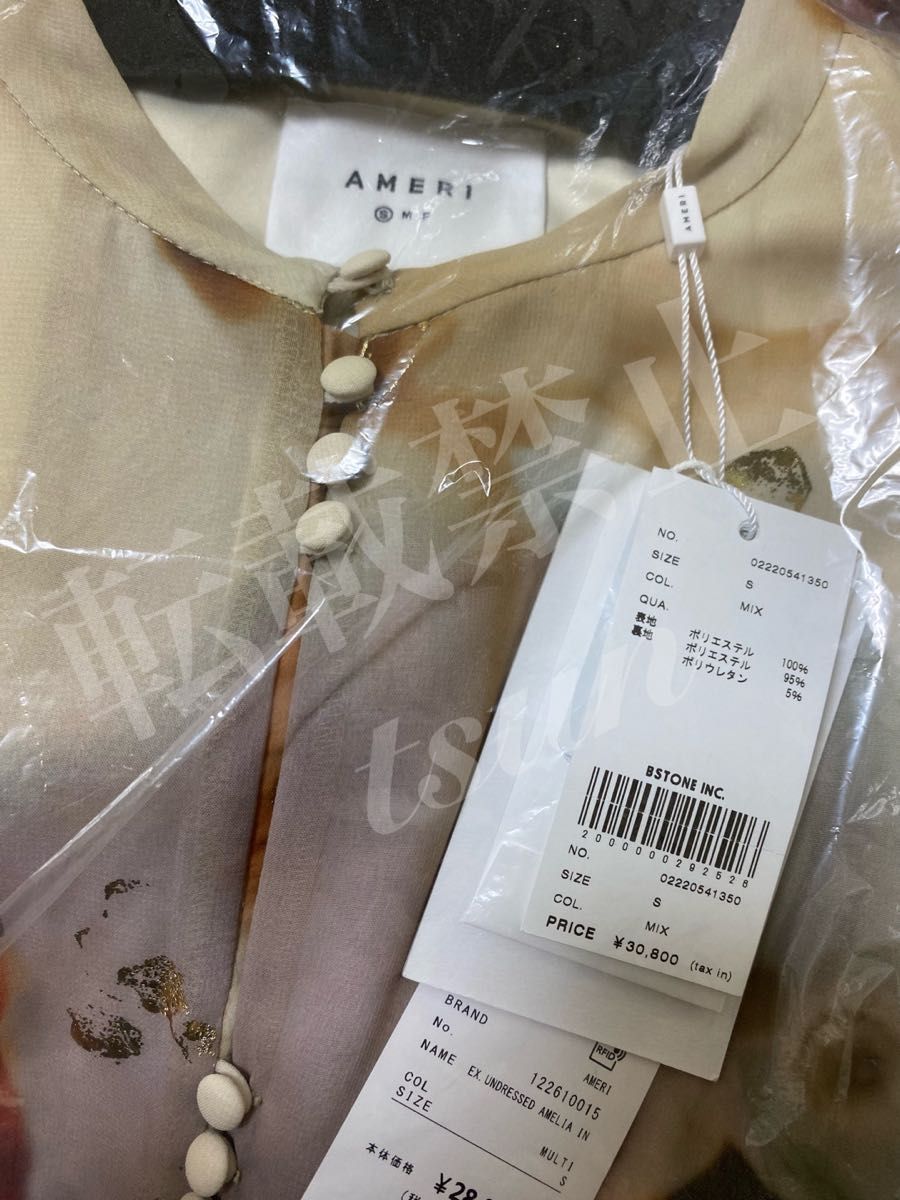 AMERI
S M F
AMERI
転載禁止
tsun
NO. 02220541350
SIZE S
COL. MIX
QUA.
表地 ポリエステル 100%
裏地 ポリエステル 95%
ポリウレタン 5%
BSTONE INC.
2000000292526
NO. 02220541350
SIZE S
COL. MIX
PRICE ¥30,800 (tax in)
RFID
BRAND AMERI
No. 122610015
NAME EX.UNDRESSED AMELIA IN
COL MULTI
SIZE S
本体価格 ¥28,